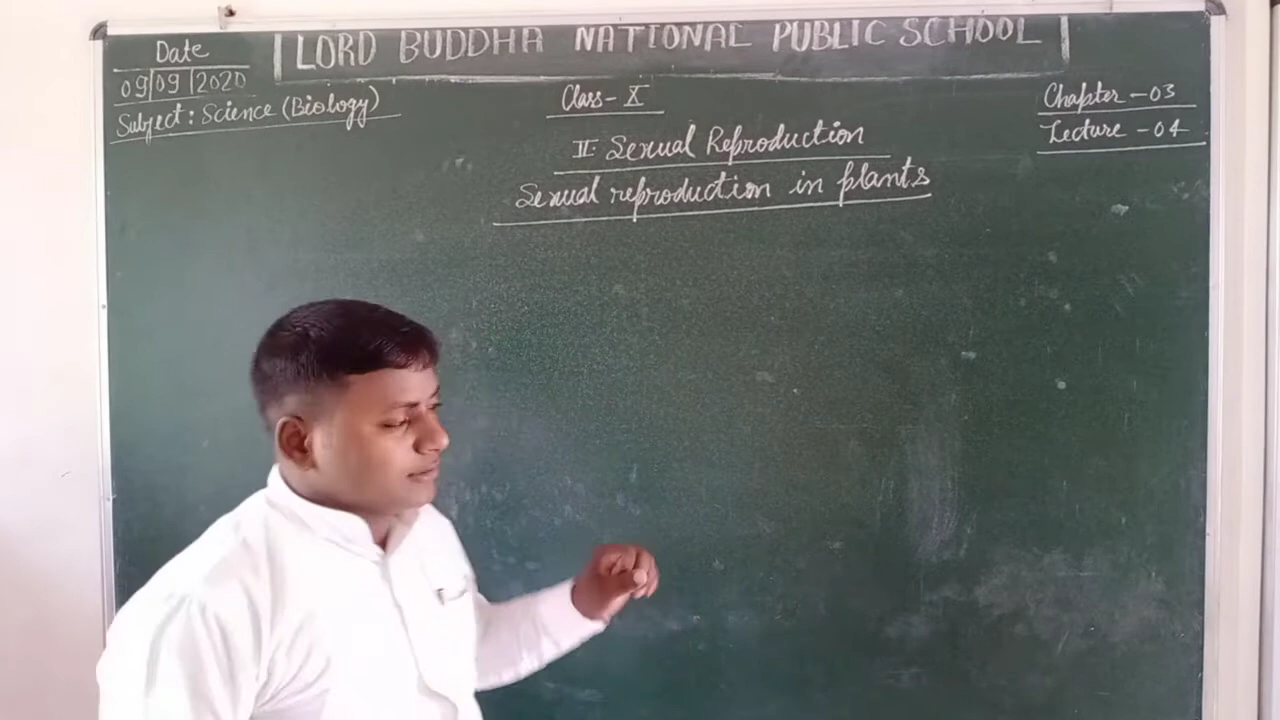 Date
09/09/2020
LORD BUDDHA NATIONAL PUBLIC SCHOOL
Subject: Science (Biology)
Class- X
Chapter -03
Lecture -04
II. Sexual Reproduction
Sexual reproduction in plants